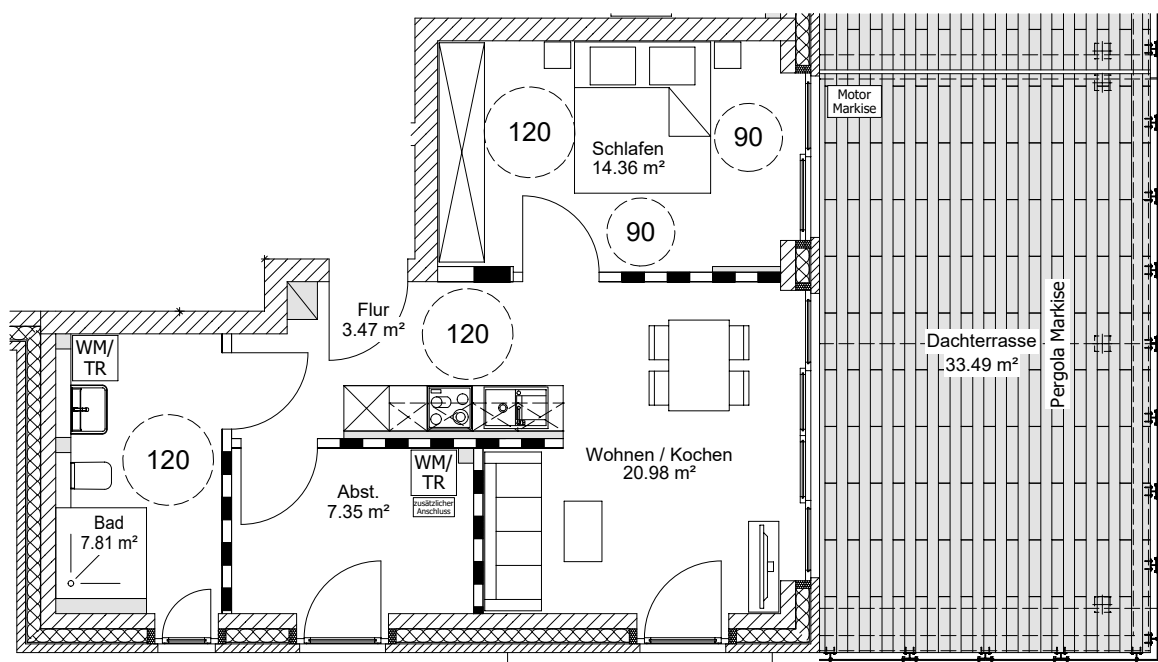 Motor
Markise
120
90
Schlafen
14.36 m²
90
Flur
3.47 m²
120
WM/
TR
Dachterrasse
33.49 m²
Pergola Markise
120
WM/
TR
zusätzlicher
Anschluss
Wohnen / Kochen
20.98 m²
Abst.
7.35 m²
Bad
7.81 m²